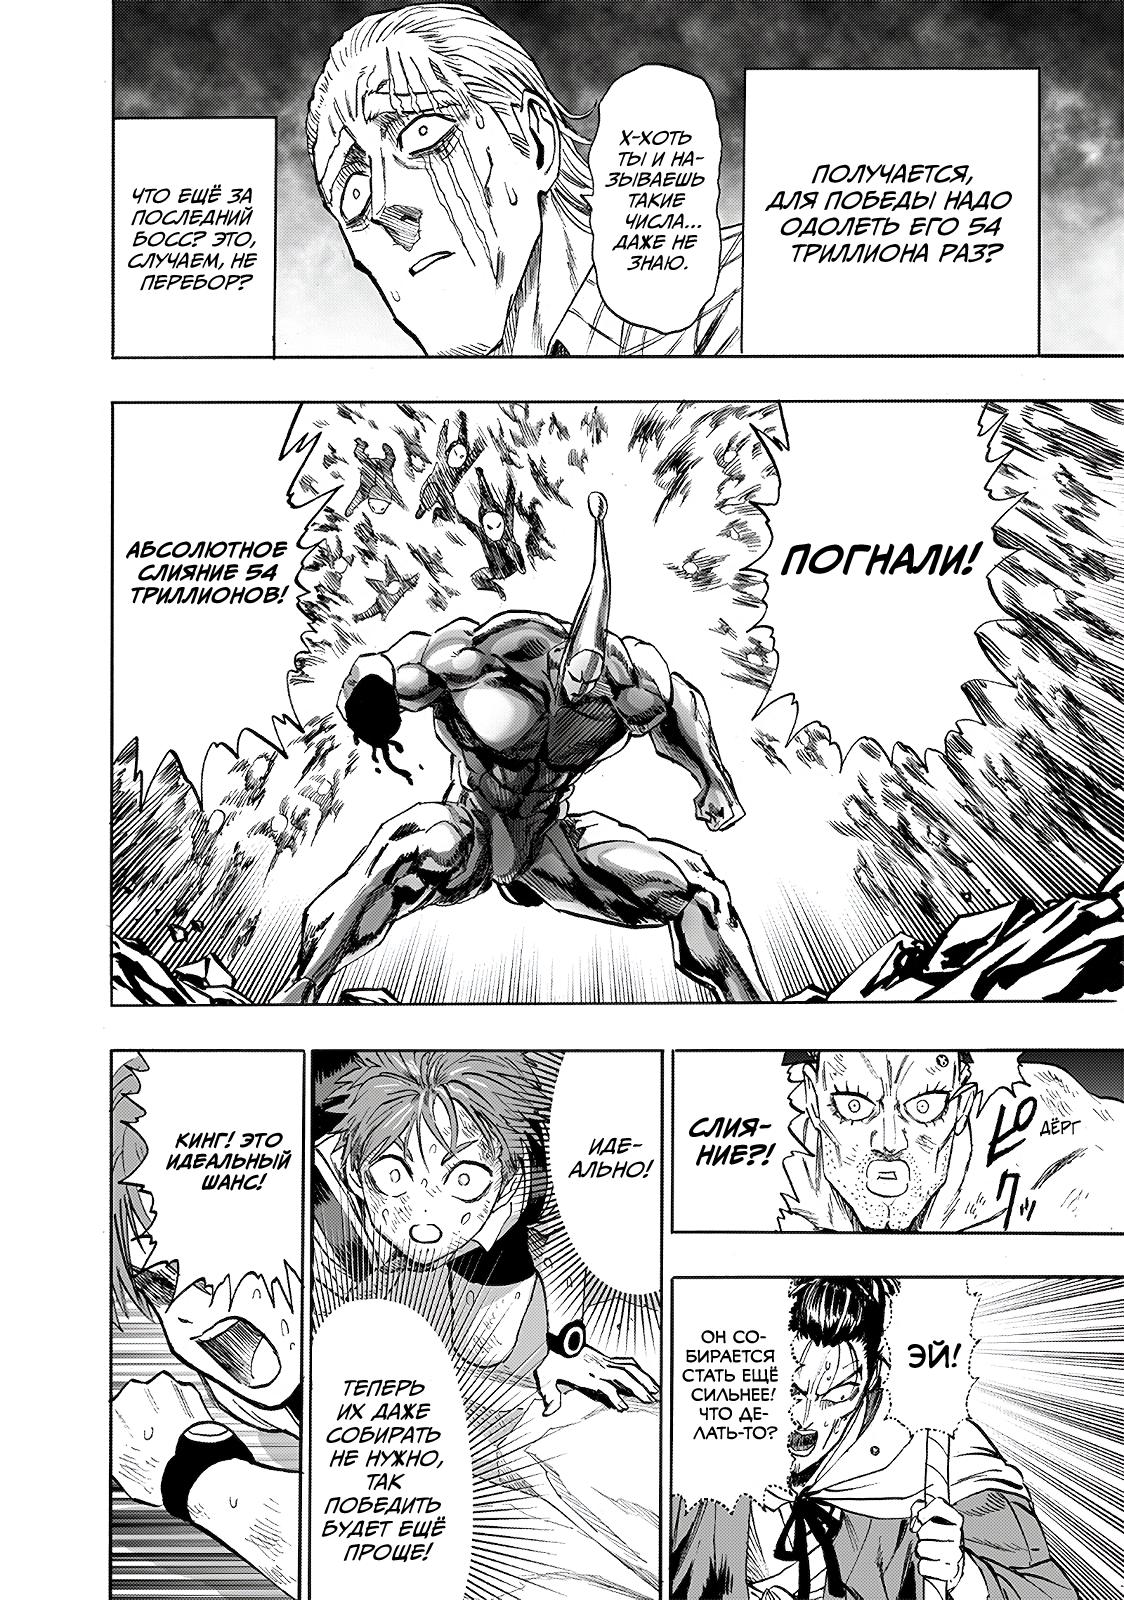 ПОЛУЧАЕТСЯ,
ДЛЯ ПОБЕДЫ НАДО
ОДОЛЕТЬ ЕГО 54
ТРИЛЛИОНА РАЗ?
Х-ХОТЬ
ТЫ И НА-
ЗЫВАЕШЬ
ТАКИЕ
ЧИСЛА...
ДАЖЕ НЕ
ЗНАЮ.
ЧТО ЕЩЁ ЗА
ПОСЛЕДНИЙ
БОСС? ЭТО,
СЛУЧАЕМ, НЕ
ПЕРЕБОР?
ПОГНАЛИ!
АБСОЛЮТНОЕ
СЛИЯНИЕ 54
ТРИЛЛИОНОВ!
ДЁРГ
СЛИЯ-
НИЕ?!
ЭЙ!
ОН СО-
БИРАЕТСЯ
СТАТЬ ЕЩЁ
СИЛЬНЕЕ!
ЧТО ДЕ-
ЛАТЬ-ТО?
ИДЕ-
АЛЬНО!
ТЕПЕРЬ
ИХ ДАЖЕ
СОБИРАТЬ
НЕ НУЖНО,
ТАК
ПОБЕДИТЬ
БУДЕТ ЕЩЁ
ПРОЩЕ!
КИНГ! ЭТО
ИДЕАЛЬНЫЙ
ШАНС!